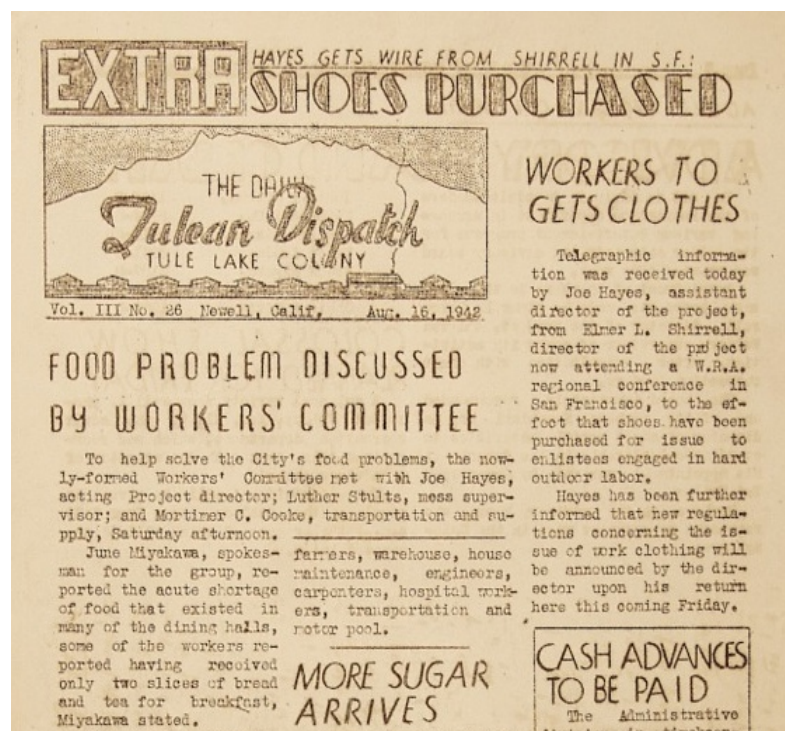 EXTRA
HAYES GETS WIRE FROM SHIRRELL IN S.F.:
SHOES PURCHASED
THE DAILY
Tulean Dispatch
TULE LAKE COLONY
Vol. III No. 26 Newell, Calif. Aug. 16, 1942
FOOD PROBLEM DISCUSSED
BY WORKERS' COMMITTEE
To help solve the City's food problems, the new-
ly-formed Workers' Committee met with Joe Hayes,
acting Project director; Luther Stults, mess super-
visor; and Mortimer C. Cooke, transportation and su-
pply, Saturday afternoon.
June Miyakawa, spokes-
man for the group, re-
ported the acute shortage
of food that existed in
many of the dining halls,
some of the workers re-
ported having received
only two slices of bread
and tea for breakfast,
Miyakawa stated.
farmers, warehouse, house
maintenance, engineers,
carpenters, hospital work-
ers, transportation and
motor pool.
MORE SUGAR
ARRIVES
WORKERS TO
GETS CLOTHES
Telegraphic informa-
tion was received today
by Joe Hayes, assistant
director of the project,
from Elmer L. Shirrell,
director of the project
now attending a W.R.A.
regional conference in
San Francisco, to the ef-
fect that shoes have been
purchased for issue to
enlistees engaged in hard
outdoor labor.
Hayes has been further
informed that new regula-
tions concerning the is-
sue of work clothing will
be announced by the dir-
ector upon his return
here this coming Friday.
CASH ADVANCES
TO BE PAID
The Administrative